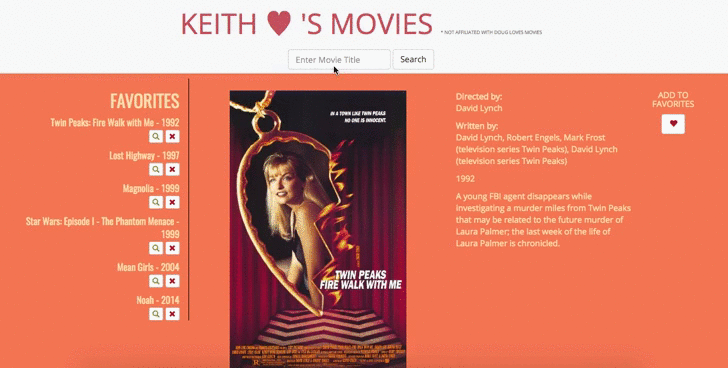 KEITH ♥ 'S MOVIES
* NOT AFFILIATED WITH DOUG LOVES MOVIES
Enter Movie Title
Search
FAVORITES
Twin Peaks: Fire Walk with Me - 1992
Lost Highway - 1997
Magnolia - 1999
Star Wars: Episode I - The Phantom Menace -
1999
Mean Girls - 2004
Noah - 2014
IN A TOWN LIKE TWIN PEAKS
NO ONE IS INNOCENT.
TWIN PEAKS
FIRE WALK WITH ME
Directed by:
David Lynch
Written by:
David Lynch, Robert Engels, Mark Frost
(television series Twin Peaks), David Lynch
(television series Twin Peaks)
1992
A young FBI agent disappears while
investigating a murder miles from Twin Peaks
that may be related to the future murder of
Laura Palmer; the last week of the life of
Laura Palmer is chronicled.
ADD TO
FAVORITES